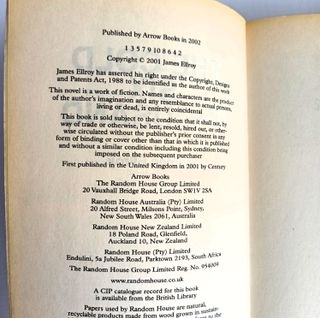 Published by Arrow Books in 2002
1 3 5 7 9 10 8 6 4 2
Copyright © 2001 James Ellroy
James Ellroy has asserted his right under the Copyright, Designs
and Patents Act, 1988 to be identified as the author of this work
This novel is a work of fiction. Names and characters are the product
of the author's imagination and any resemblance to actual persons,
living or dead, is entirely coincidental
This book is sold subject to the condition that it shall not, by
way of trade or otherwise, be lent, resold, hired out, or other-
wise circulated without the publisher's prior consent in any
form of binding or cover other than that in which it is published
and without a similar condition including this condition being
imposed on the subsequent purchaser
First published in the United Kingdom in 2001 by Century
Arrow Books
The Random House Group Limited
20 Vauxhall Bridge Road, London SW1V 2SA
Random House Australia (Pty) Limited
20 Alfred Street, Milsons Point, Sydney,
New South Wales 2061, Australia
Random House New Zealand Limited
18 Poland Road, Glenfield,
Auckland 10, New Zealand
Random House (Pty) Limited
Endulini, 5a Jubilee Road, Parktown 2193, South Africa
The Random House Group Limited Reg. No. 954009
www.randomhouse.co.uk
A CIP catalogue record for this book
is available from the British Library
Papers used by Random House are natural,
recyclable products made from wood grown in sustain-